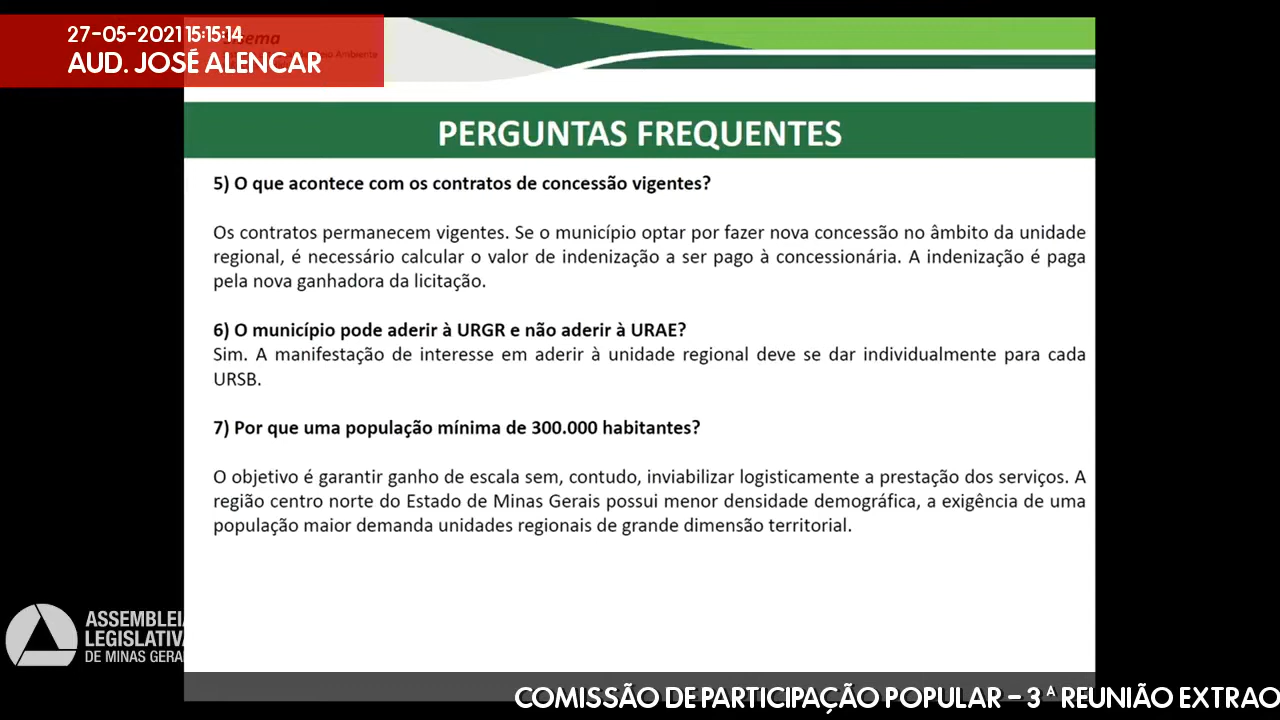 27-05-2021 15:15:14
AUD. JOSÉ ALENCAR
PERGUNTAS FREQUENTES
5) O que acontece com os contratos de concessão vigentes?
Os contratos permanecem vigentes. Se o município optar por fazer nova concessão no âmbito da unidade
regional, é necessário calcular o valor de indenização a ser pago à concessionária. A indenização é paga
pela nova ganhadora da licitação.
6) O município pode aderir à URGR e não aderir à URAE?
Sim. A manifestação de interesse em aderir à unidade regional deve se dar individualmente para cada
URSB.
7) Por que uma população mínima de 300.000 habitantes?
O objetivo é garantir ganho de escala sem, contudo, inviabilizar logisticamente a prestação dos serviços. A
região centro norte do Estado de Minas Gerais possui menor densidade demográfica, a exigência de uma
população maior demanda unidades regionais de grande dimensão territorial.
ASSEMBLEIA
LEGISLATIVA
DE MINAS GERAI
COMISSÃO DE PARTICIPAÇÃO POPULAR – 3ª REUNIÃO EXTRAO